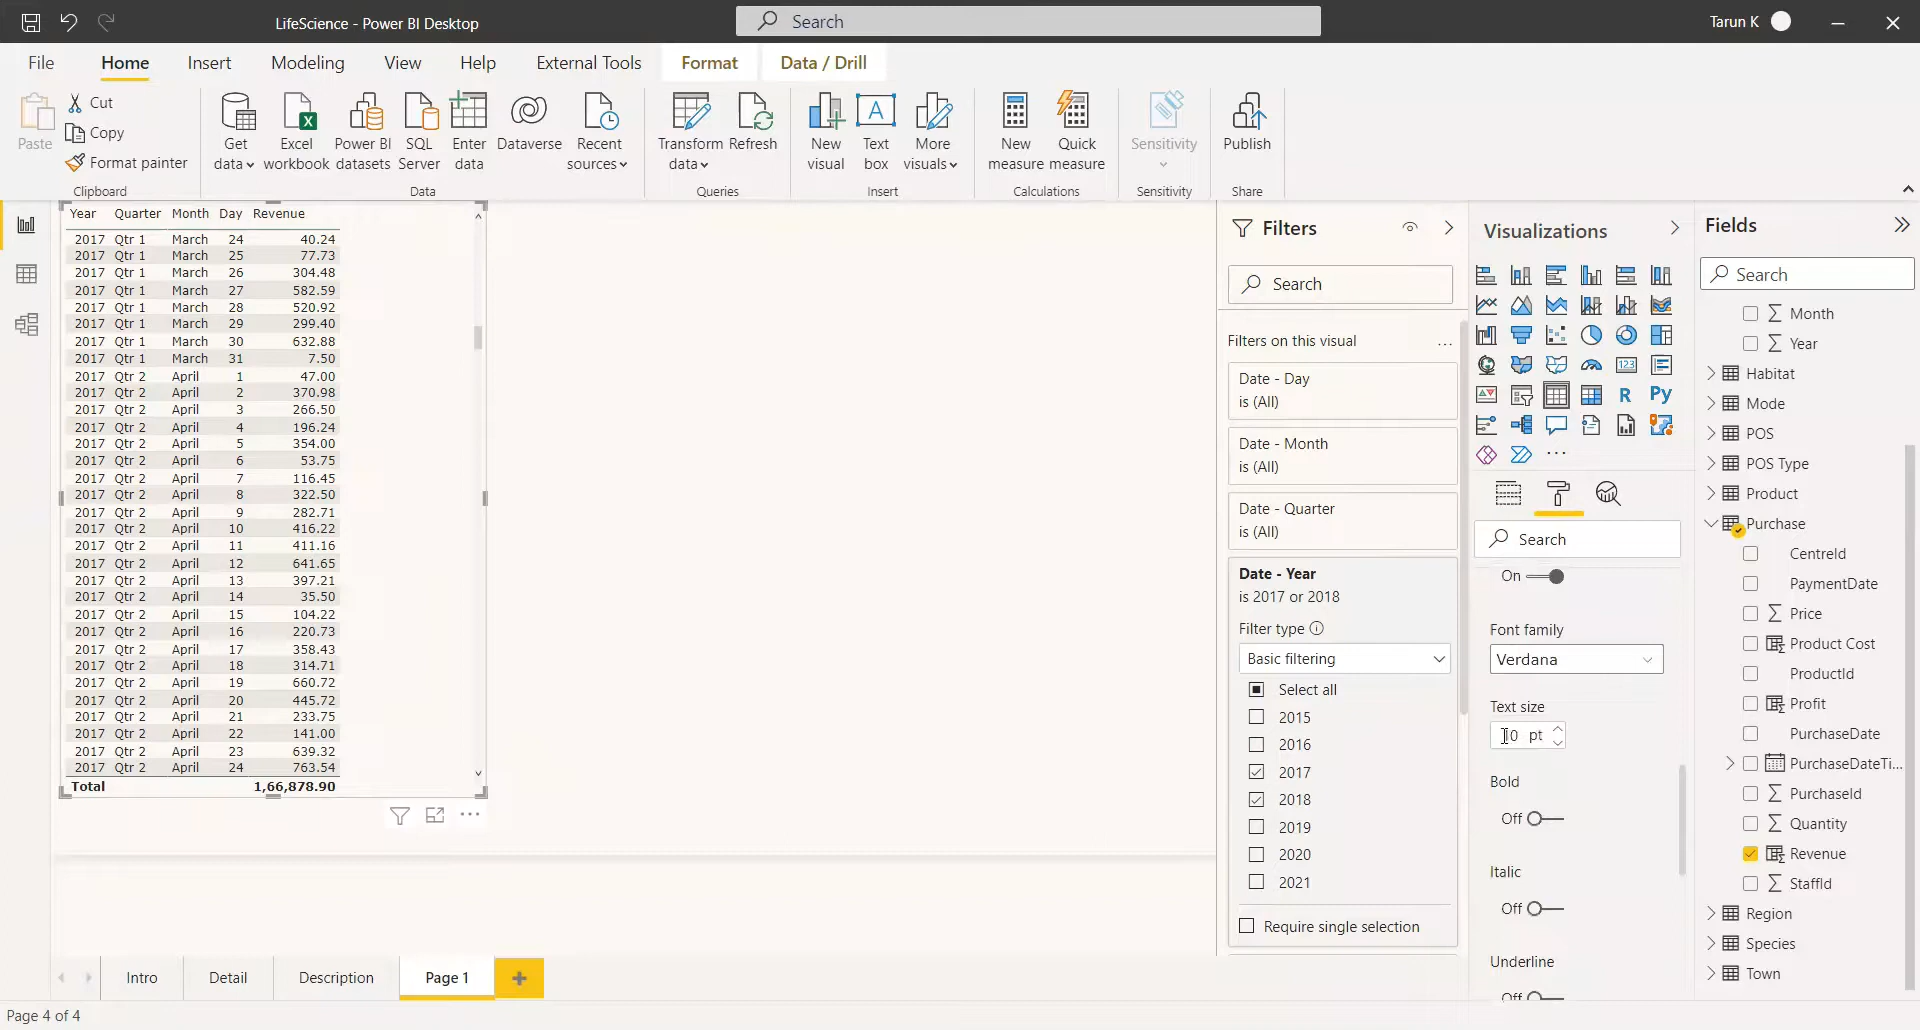 LifeScience - Power BI Desktop
Search
Tarun K
File
Home
Insert
Modeling
View
Help
External Tools
Format
Data / Drill
Paste
Cut
Copy
Format painter
Clipboard
Get data
Excel workbook
Power BI datasets
SQL Server
Enter data
Dataverse
Recent sources
Data
Transform data
Refresh
Queries
New visual
Text box
More visuals
Insert
New measure
Quick measure
Calculations
Sensitivity
Sensitivity
Publish
Share
Year Quarter Month Day Revenue
2017 Qtr 1 March 24 40.24
2017 Qtr 1 March 25 77.73
2017 Qtr 1 March 26 304.48
2017 Qtr 1 March 27 582.59
2017 Qtr 1 March 28 520.92
2017 Qtr 1 March 29 299.40
2017 Qtr 1 March 30 632.88
2017 Qtr 1 March 31 7.50
2017 Qtr 2 April 1 47.00
2017 Qtr 2 April 2 370.98
2017 Qtr 2 April 3 266.50
2017 Qtr 2 April 4 196.24
2017 Qtr 2 April 5 354.00
2017 Qtr 2 April 6 53.75
2017 Qtr 2 April 7 116.45
2017 Qtr 2 April 8 322.50
2017 Qtr 2 April 9 282.71
2017 Qtr 2 April 10 416.22
2017 Qtr 2 April 11 411.16
2017 Qtr 2 April 12 641.65
2017 Qtr 2 April 13 397.21
2017 Qtr 2 April 14 35.50
2017 Qtr 2 April 15 104.22
2017 Qtr 2 April 16 220.73
2017 Qtr 2 April 17 358.43
2017 Qtr 2 April 18 314.71
2017 Qtr 2 April 19 660.72
2017 Qtr 2 April 20 445.72
2017 Qtr 2 April 21 233.75
2017 Qtr 2 April 22 141.00
2017 Qtr 2 April 23 639.32
2017 Qtr 2 April 24 763.54
Total 1,66,878.90
Filters
Search
Filters on this visual
...
Date - Day
is (All)
Date - Month
is (All)
Date - Quarter
is (All)
Date - Year
is 2017 or 2018
Filter type
Basic filtering
Select all
2015
2016
2017
2018
2019
2020
2021
Require single selection
Visualizations
123
R
Py
...
Search
On
Font family
Verdana
Text size
10 pt
Bold
Off
Italic
Off
Underline
Off
Fields
Search
Month
Year
Habitat
Mode
POS
POS Type
Product
Purchase
CentreId
PaymentDate
Price
Product Cost
ProductId
Profit
PurchaseDate
PurchaseDateTi...
PurchaseId
Quantity
Revenue
StaffId
Region
Species
Town
Intro
Detail
Description
Page 1
+
Page 4 of 4